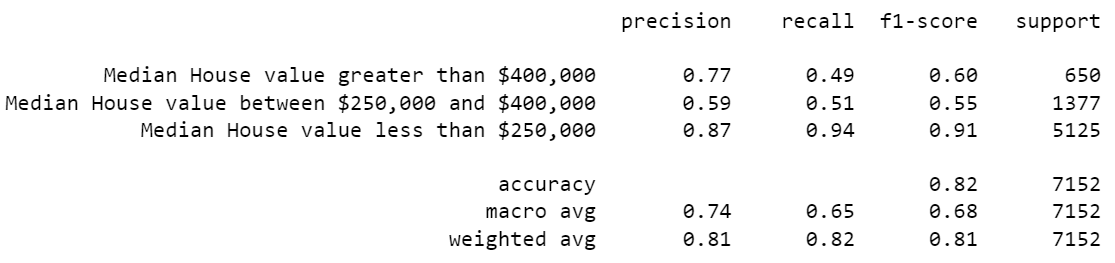 precision recall f1-score support
Median House value greater than $400,000 0.77 0.49 0.60 650
Median House value between $250,000 and $400,000 0.59 0.51 0.55 1377
Median House value less than $250,000 0.87 0.94 0.91 5125
accuracy 0.82 7152
macro avg 0.74 0.65 0.68 7152
weighted avg 0.81 0.82 0.81 7152